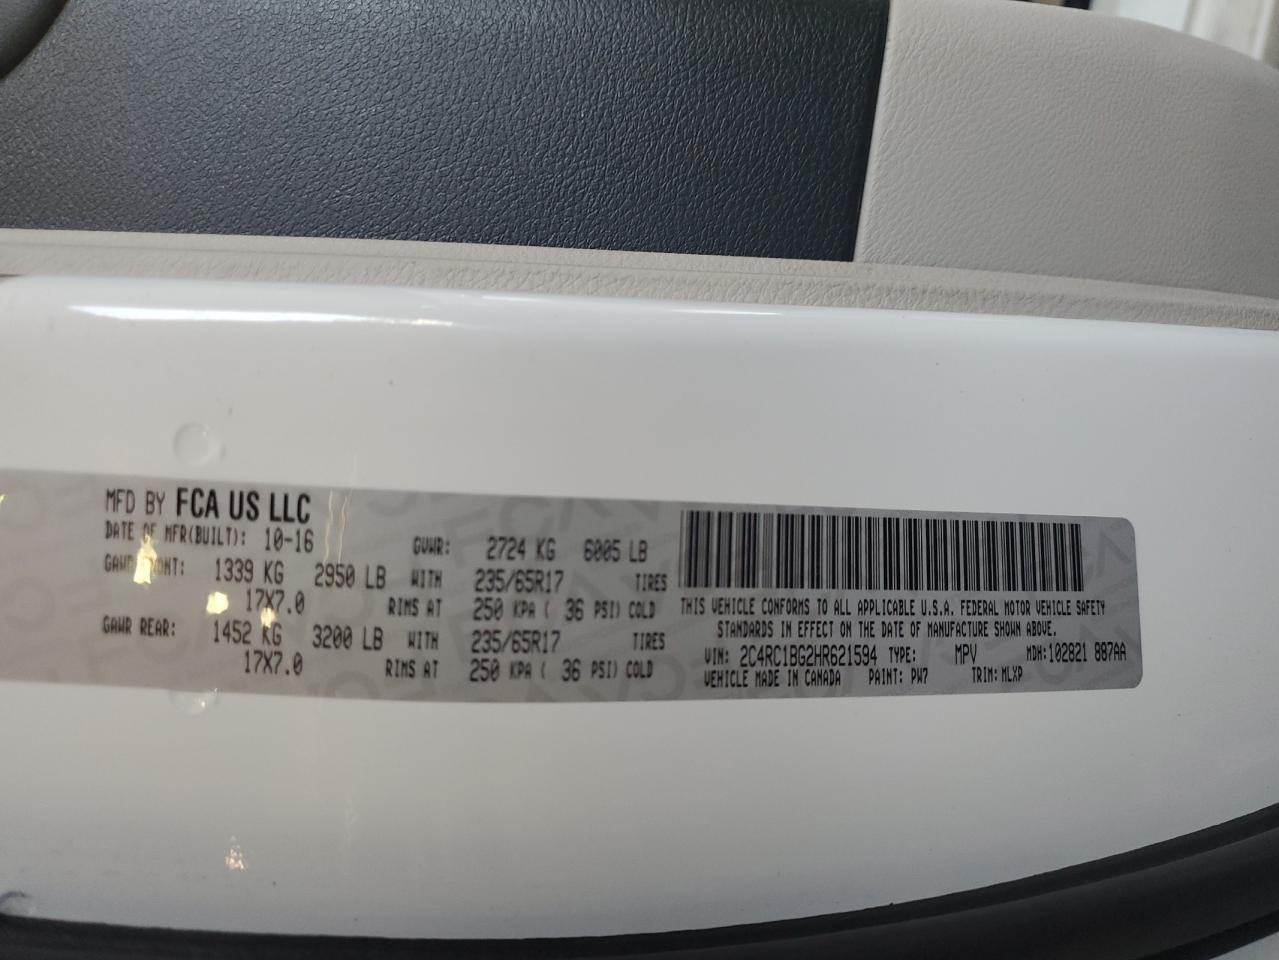 MFD BY FCA US LLC
DATE OF MFR(BUILT): 10-16 GVWR: 2724 KG 6005 LB
GAWR FRONT: 1339 KG 2950 LB WITH 235/65R17 TIRES
17X7.0 RIMS AT 250 KPA ( 36 PSI) COLD
GAWR REAR: 1452 KG 3200 LB WITH 235/65R17 TIRES
17X7.0 RIMS AT 250 KPA ( 36 PSI) COLD
THIS VEHICLE CONFORMS TO ALL APPLICABLE U.S.A. FEDERAL MOTOR VEHICLE SAFETY
STANDARDS IN EFFECT ON THE DATE OF MANUFACTURE SHOWN ABOVE.
VIN: 2C4RC1BG2HR621594 TYPE: MPV MDH: 102821 887AA
VEHICLE MADE IN CANADA PAINT: PW7 TRIM: MLXP